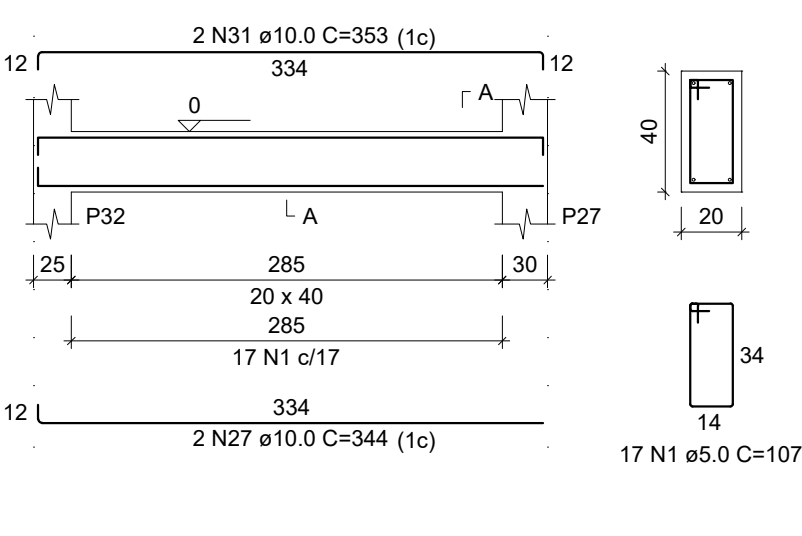 2 N31 ø10.0 C=353 (1c)
12 334 12
A
0
40
P32 A P27
20
25 285 30
20 x 40
285
17 N1 c/17
34
12 334
14
2 N27 ø10.0 C=344 (1c)
17 N1 ø5.0 C=107